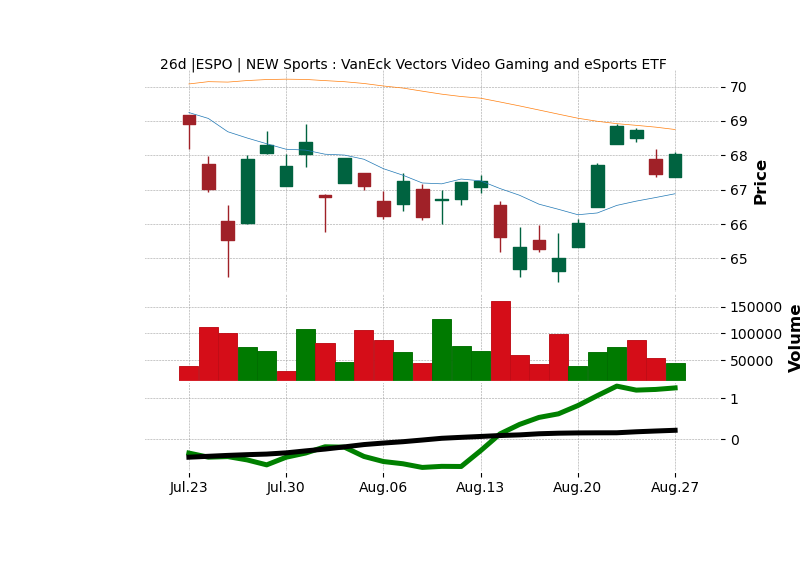 26d |ESPO | NEW Sports : VanEck Vectors Video Gaming and eSports ETF
70
69
68
67
66
65
Price
150000
100000
50000
Volume
1
0
Jul.23 Jul.30 Aug.06 Aug.13 Aug.20 Aug.27